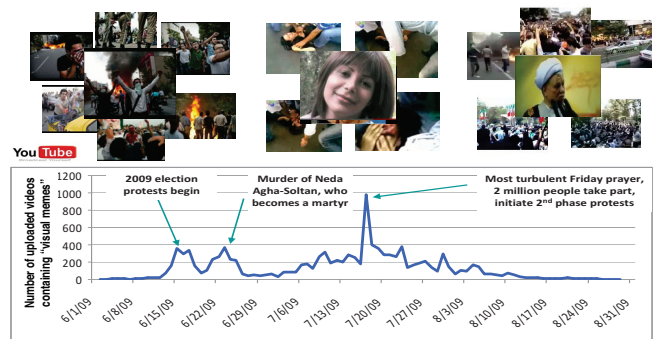 YouTube
Number of uploaded videos
containing "visual memes"
1200
1000
800
600
400
200
0
2009 election
protests begin
Murder of Neda
Agha-Soltan, who
becomes a martyr
Most turbulent Friday prayer,
2 million people take part,
initiate 2nd phase protests
6/1/09
6/8/09
6/15/09
6/22/09
6/29/09
7/6/09
7/13/09
7/20/09
7/27/09
8/3/09
8/10/09
8/17/09
8/24/09
8/31/09